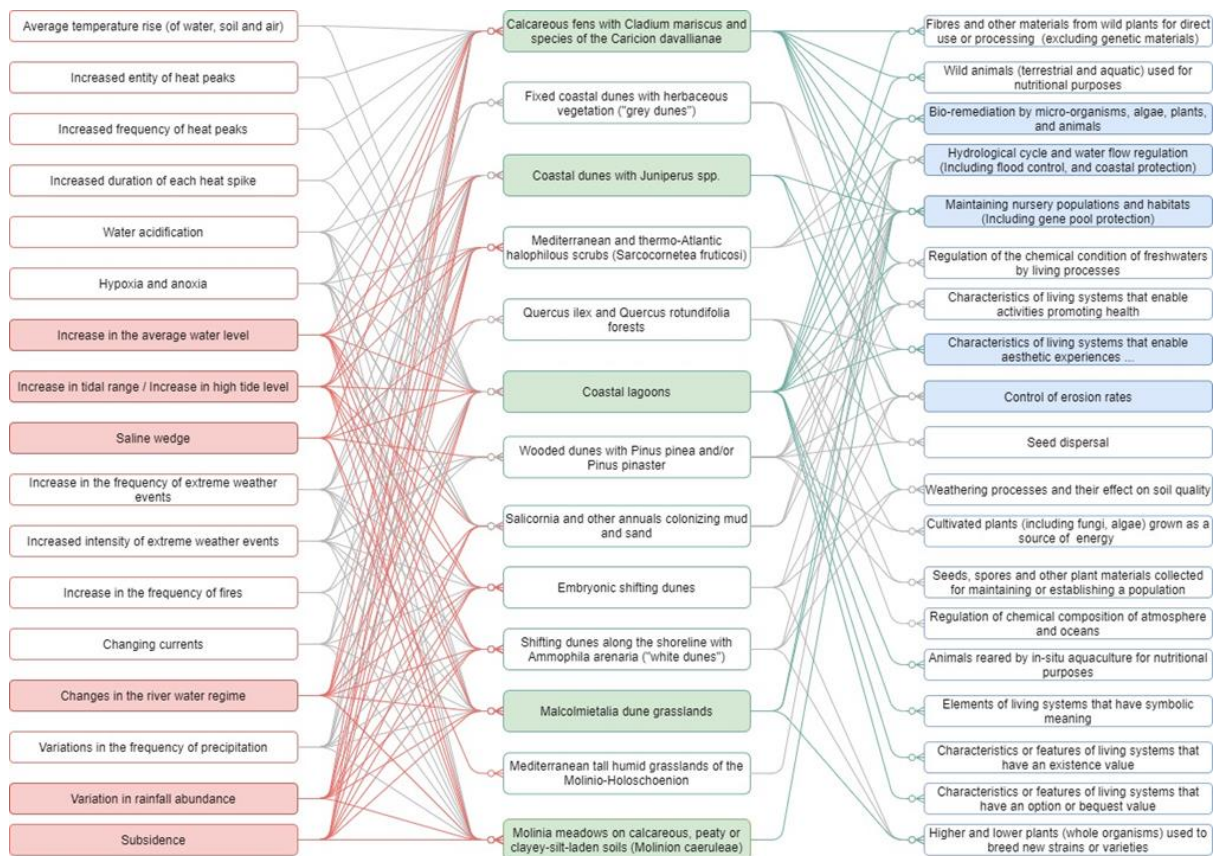 Average temperature rise (of water, soil and air)
Increased entity of heat peaks
Increased frequency of heat peaks
Increased duration of each heat spike
Water acidification
Hypoxia and anoxia
Increase in the average water level
Increase in tidal range / Increase in high tide level
Saline wedge
Increase in the frequency of extreme weather
events
Increased intensity of extreme weather events
Increase in the frequency of fires
Changing currents
Changes in the river water regime
Variations in the frequency of precipitation
Variation in rainfall abundance
Subsidence
Calcareous fens with Cladium mariscus and
species of the Caricion davallianae
Fixed coastal dunes with herbaceous
vegetation ("grey dunes")
Coastal dunes with Juniperus spp.
Mediterranean and thermo-Atlantic
halophilous scrubs (Sarcocornetea fruticosi)
Quercus ilex and Quercus rotundifolia
forests
Coastal lagoons
Wooded dunes with Pinus pinea and/or
Pinus pinaster
Salicornia and other annuals colonizing mud
and sand
Embryonic shifting dunes
Shifting dunes along the shoreline with
Ammophila arenaria ("white dunes")
Malcolmietalia dune grasslands
Mediterranean tall humid grasslands of the
Molinio-Holoschoenion
Molinia meadows on calcareous, peaty or
clayey-silt-laden soils (Molinion caeruleae)
Fibres and other materials from wild plants for direct
use or processing (excluding genetic materials)
Wild animals (terrestrial and aquatic) used for
nutritional purposes
Bio-remediation by micro-organisms, algae, plants,
and animals
Hydrological cycle and water flow regulation
(Including flood control, and coastal protection)
Maintaining nursery populations and habitats
(Including gene pool protection)
Regulation of the chemical condition of freshwaters
by living processes
Characteristics of living systems that enable
activities promoting health
Characteristics of living systems that enable
aesthetic experiences ...
Control of erosion rates
Seed dispersal
Weathering processes and their effect on soil quality
Cultivated plants (including fungi, algae) grown as a
source of energy
Seeds, spores and other plant materials collected
for maintaining or establishing a population
Regulation of chemical composition of atmosphere
and oceans
Animals reared by in-situ aquaculture for nutritional
purposes
Elements of living systems that have symbolic
meaning
Characteristics or features of living systems that
have an existence value
Characteristics or features of living systems that
have an option or bequest value
Higher and lower plants (whole organisms) used to
breed new strains or varieties